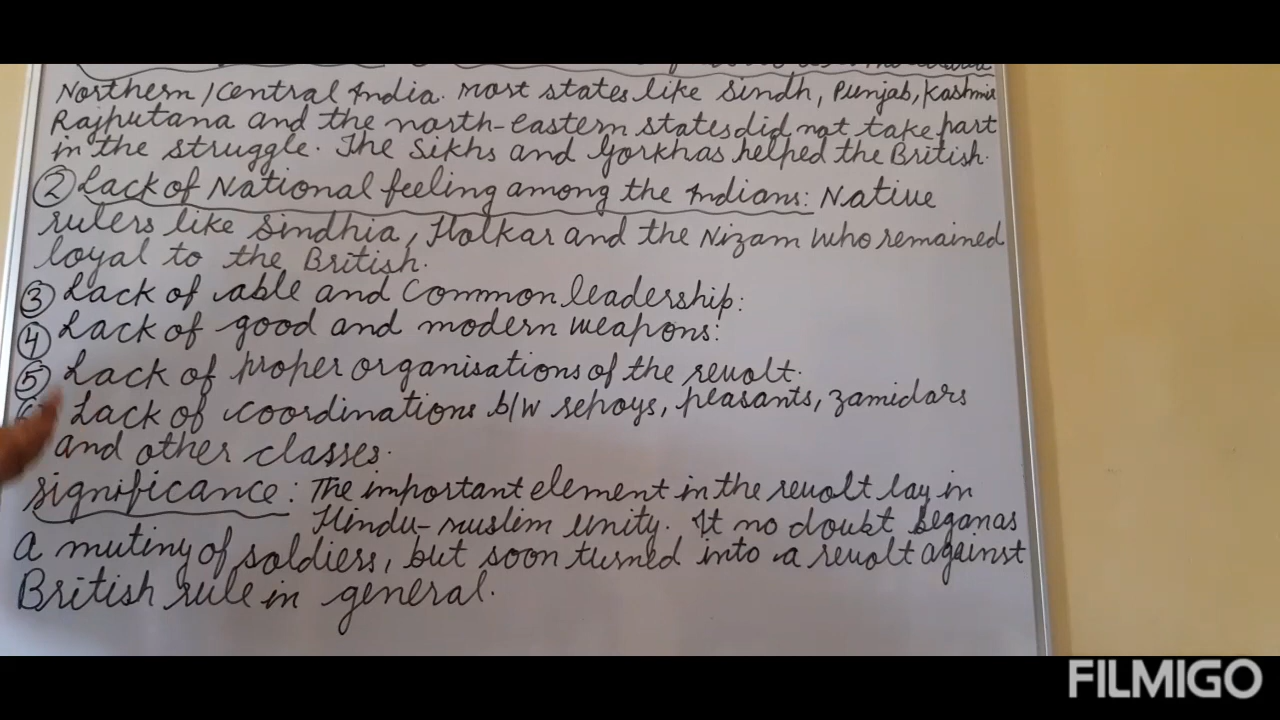 Northern/Central India. Most states like Sindh, Punjab, Kashmir
Rajputana and the north-eastern states did not take part
in the struggle. The Sikhs and Gorkhas helped the British.
② Lack of National feeling among the Indians: Native
rulers like Sindhia, Holkar and the Nizam who remained
loyal to the British.
③ Lack of able and Common leadership:
④ Lack of good and modern weapons:
⑤ Lack of proper organisations of the revolt.
Lack of coordinations b/w sepoys, peasants, zamidars
and other classes.
Significance: The important element in the revolt lay in
Hindu-muslim unity. It no doubt began as
a mutiny of soldiers, but soon turned into a revolt against
British rule in general.
FILMIGO